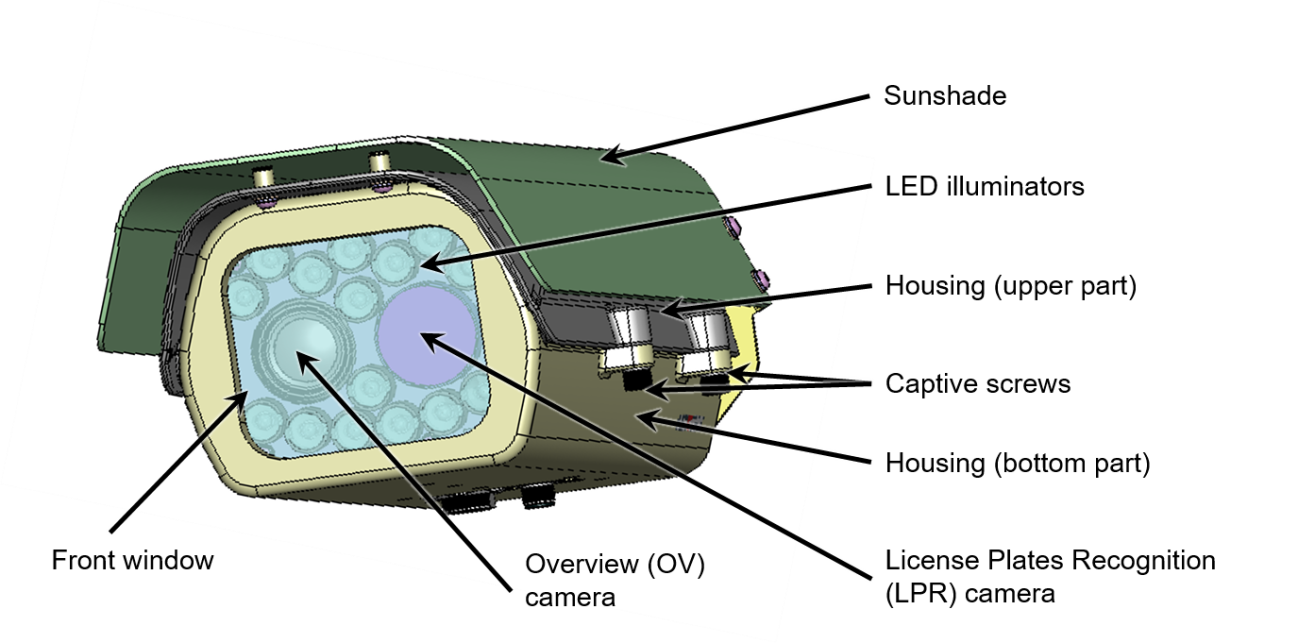 Sunshade
LED illuminators
Housing (upper part)
Captive screws
Housing (bottom part)
Front window
Overview (OV)
camera
License Plates Recognition
(LPR) camera